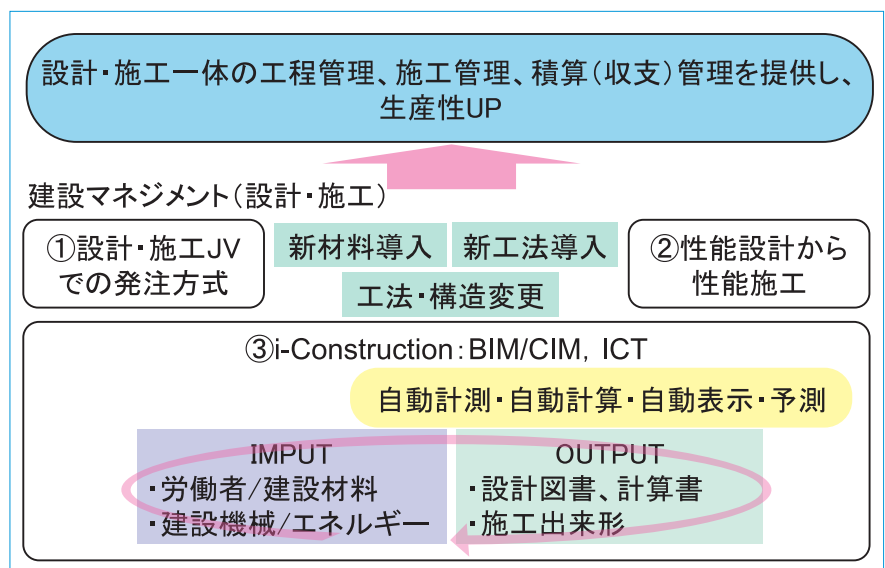 設計・施工一体の工程管理、施工管理、積算(収支)管理を提供し、
生産性UP
建設マネジメント(設計・施工)
①設計・施工JV
での発注方式
新材料導入
新工法導入
工法・構造変更
②性能設計から
性能施工
③i-Construction:BIM/CIM, ICT
自動計測・自動計算・自動表示・予測
IMPUT
・労働者/建設材料
・建設機械/エネルギー
OUTPUT
・設計図書、計算書
・施工出来形